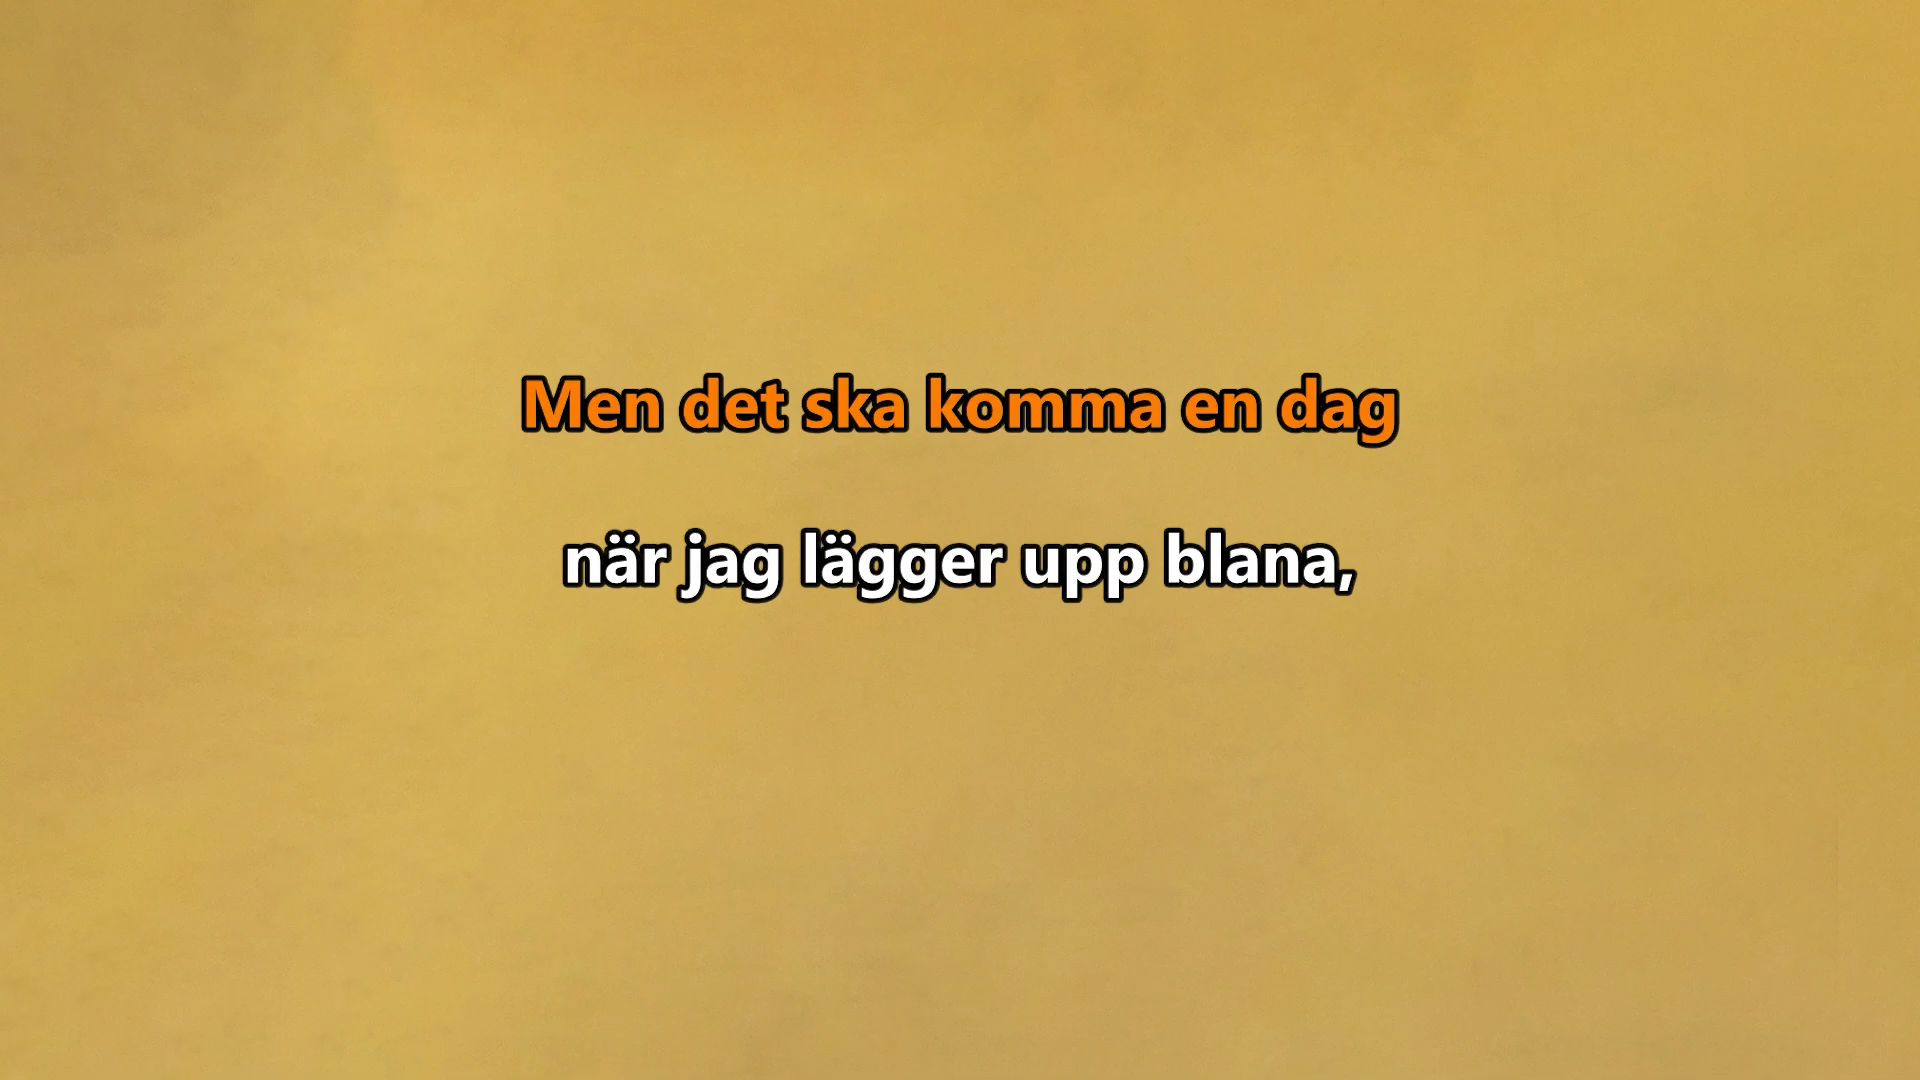 Men det ska komma en dag
när jag lägger upp blana,